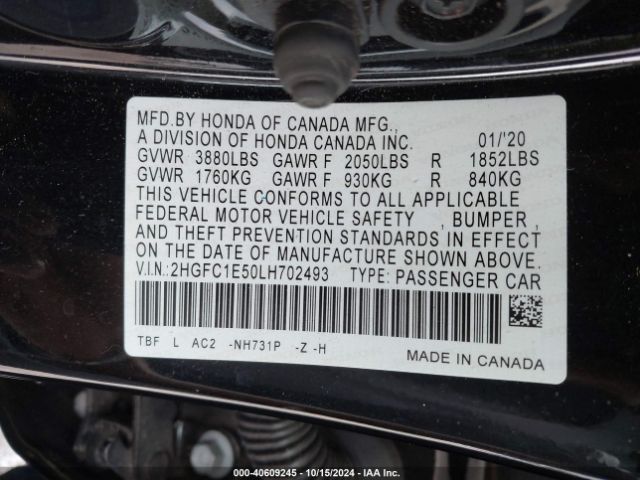 MFD.BY HONDA OF CANADA MFG.,
A DIVISION OF HONDA CANADA INC. 01/'20
GVWR 3880LBS GAWR F 2050LBS R 1852LBS
GVWR 1760KG GAWR F 930KG R 840KG
THIS VEHICLE CONFORMS TO ALL APPLICABLE
FEDERAL MOTOR VEHICLE SAFETY , BUMPER ,
AND THEFT PREVENTION STANDARDS IN EFFECT
ON THE DATE OF MANUFACTURE SHOWN ABOVE.
V.I.N.:2HGFC1E50LH702493 TYPE: PASSENGER CAR
TBF L AC2 -NH731P -Z -H
MADE IN CANADA
000-40609245 - 10/15/2024 - IAA Inc.